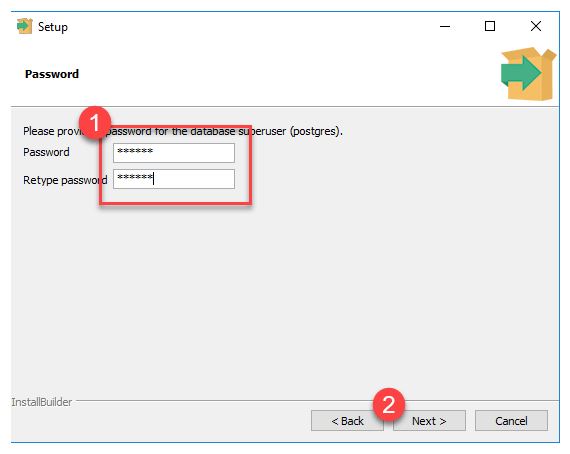 Setup
Password
1
Please provi password for the database superuser (postgres).
Password ******
Retype password ******
InstallBuilder
2
< Back Next > Cancel